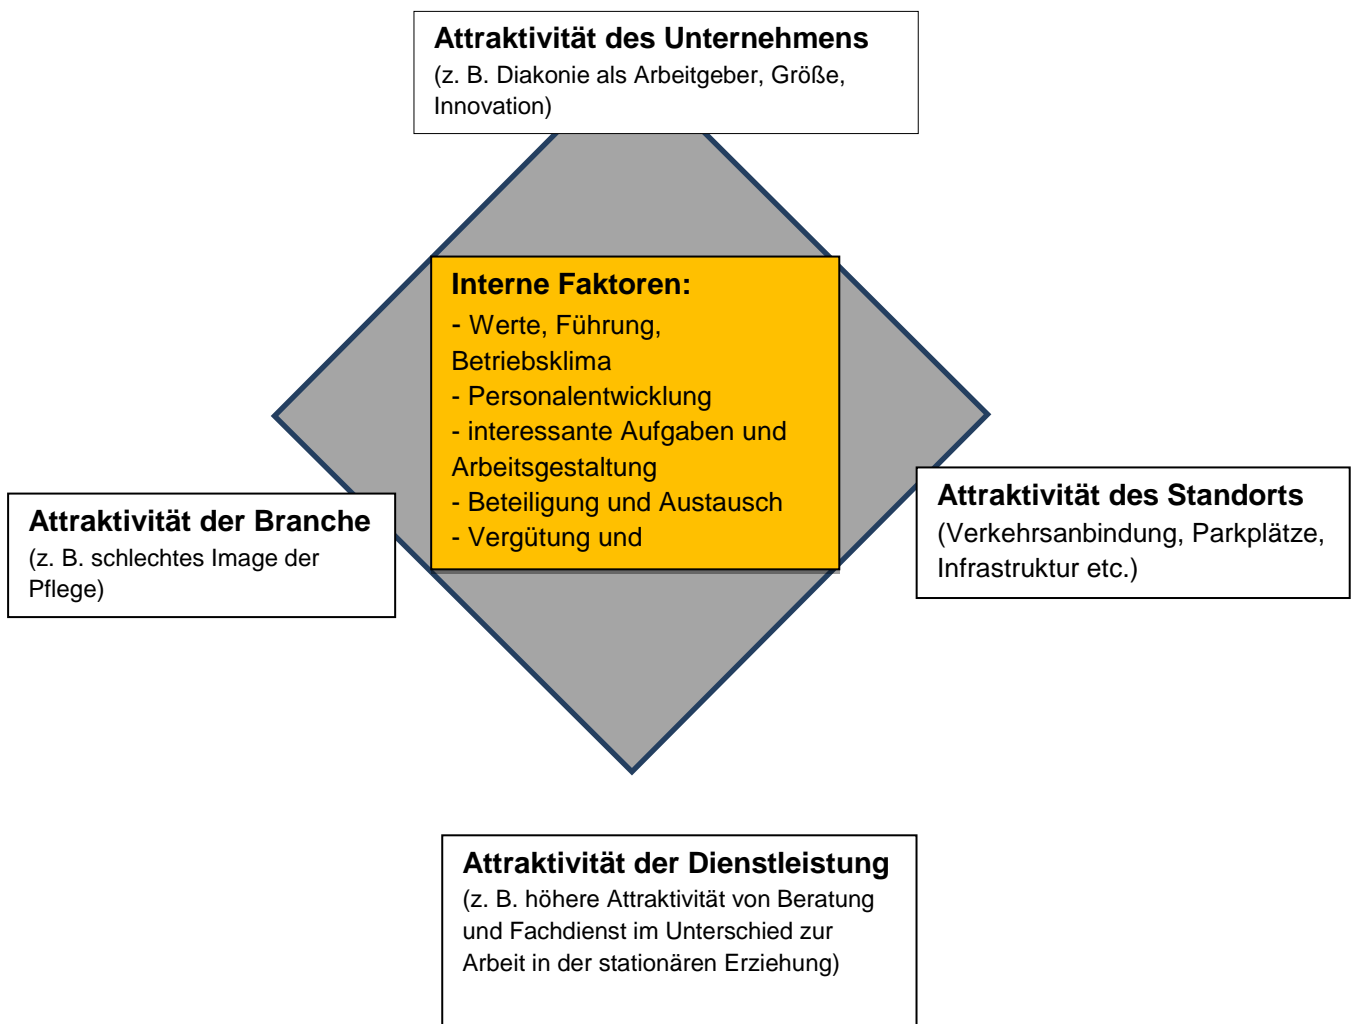 Attraktivität des Unternehmens
(z. B. Diakonie als Arbeitgeber, Größe,
Innovation)
Interne Faktoren:
- Werte, Führung,
Betriebsklima
- Personalentwicklung
- interessante Aufgaben und
Arbeitsgestaltung
- Beteiligung und Austausch
- Vergütung und
Attraktivität der Branche
(z. B. schlechtes Image der
Pflege)
Attraktivität des Standorts
(Verkehrsanbindung, Parkplätze,
Infrastruktur etc.)
Attraktivität der Dienstleistung
(z. B. höhere Attraktivität von Beratung
und Fachdienst im Unterschied zur
Arbeit in der stationären Erziehung)